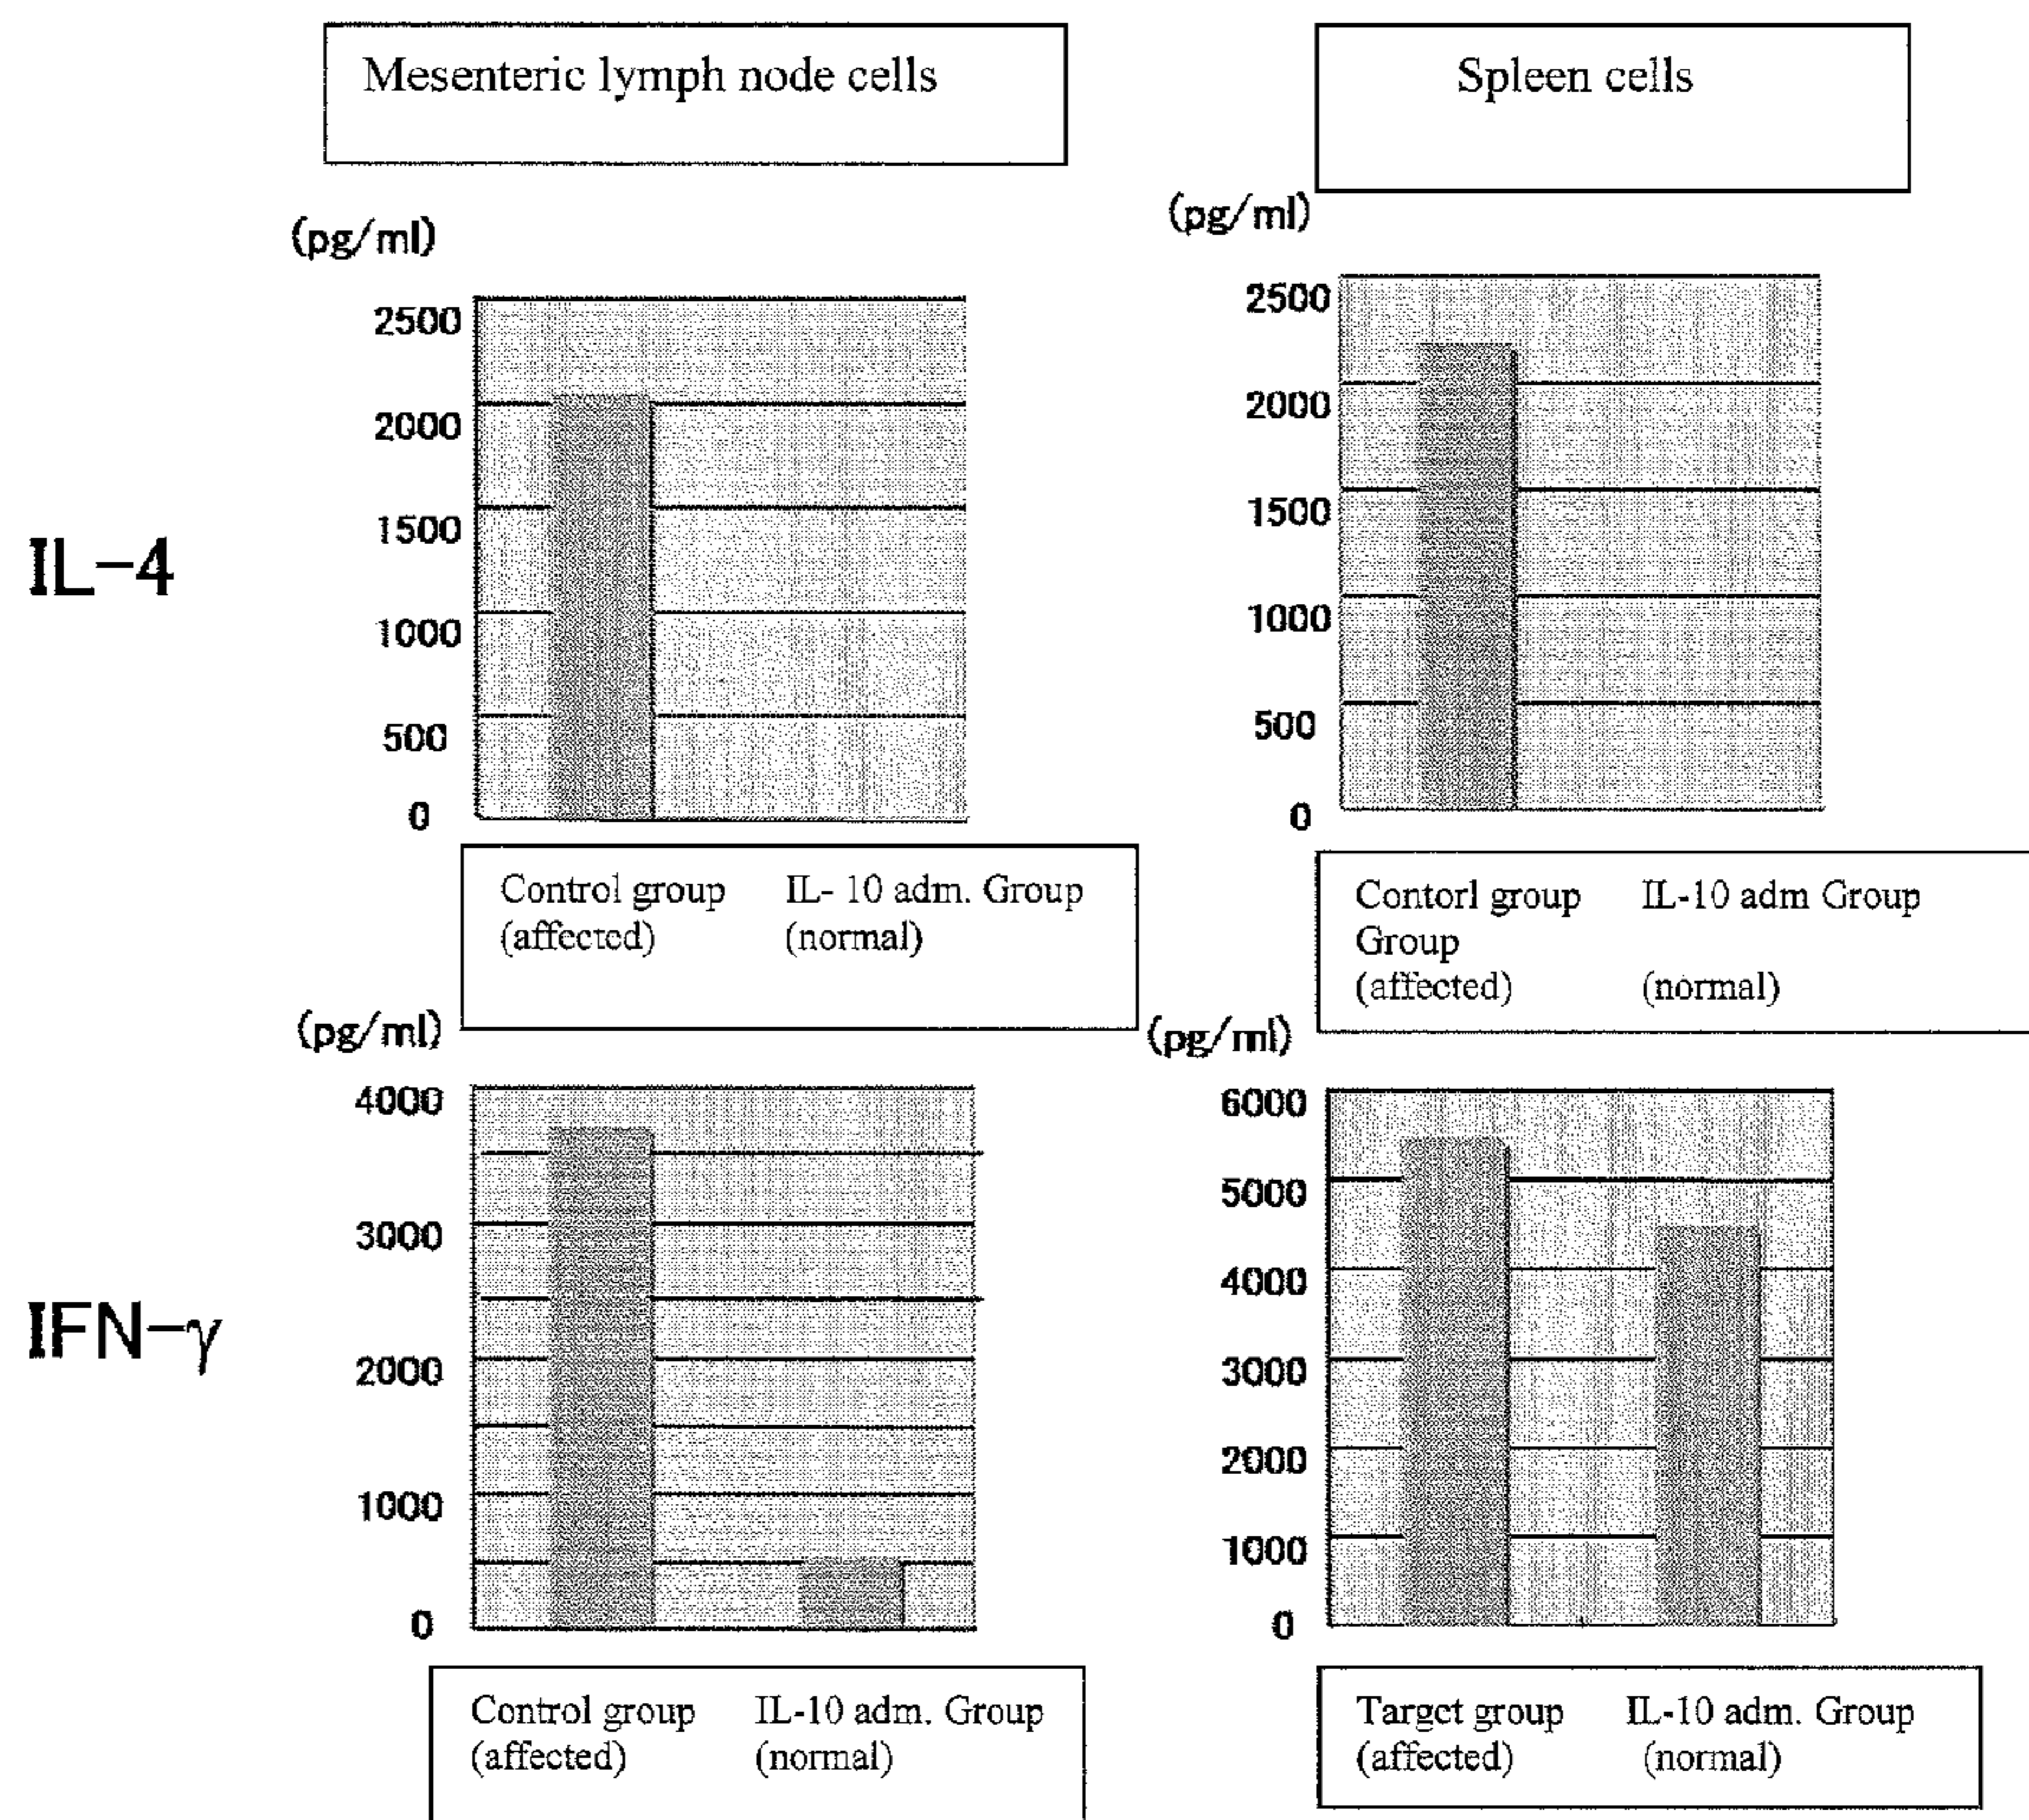 Mesenteric lymph node cells
Spleen cells
(pg/ml)
2500
2000
1500
1000
500
0
(pg/ml)
2500
2000
1500
1000
500
0
IL-4
Control group IL- 10 adm. Group
(affected) (normal)
Contorl group IL-10 adm Group
Group
(affected) (normal)
(pg/ml)
4000
3000
2000
1000
0
(pg/ml)
6000
5000
4000
3000
2000
1000
0
IFN-γ
Control group IL-10 adm. Group
(affected) (normal)
Target group IL-10 adm. Group
(affected) (normal)